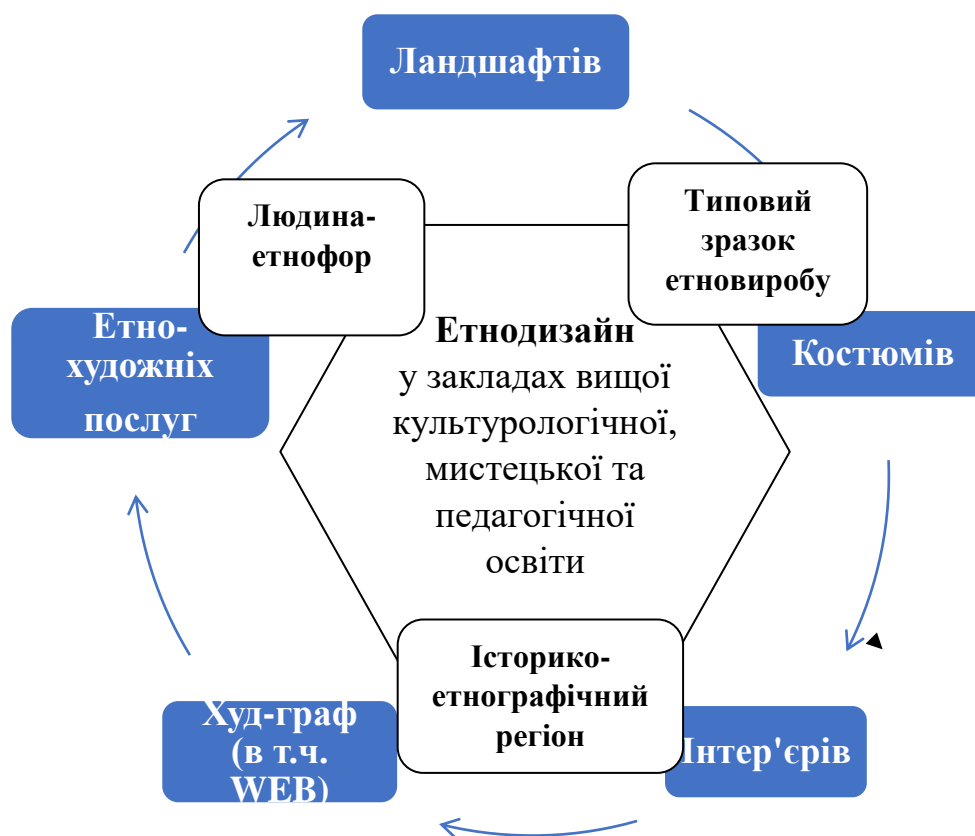 Ландшафтів
Людина-
етнофор
Типовий
зразок
етновиробу
Етно-
художніх
послуг
Етнодизайн
у закладах вищої
культурологічної,
мистецької та
педагогічної
освіти
Костюмів
Історико-
етнографічний
регіон
Худ-граф
(в т.ч.
WEB)
Інтер'єрів